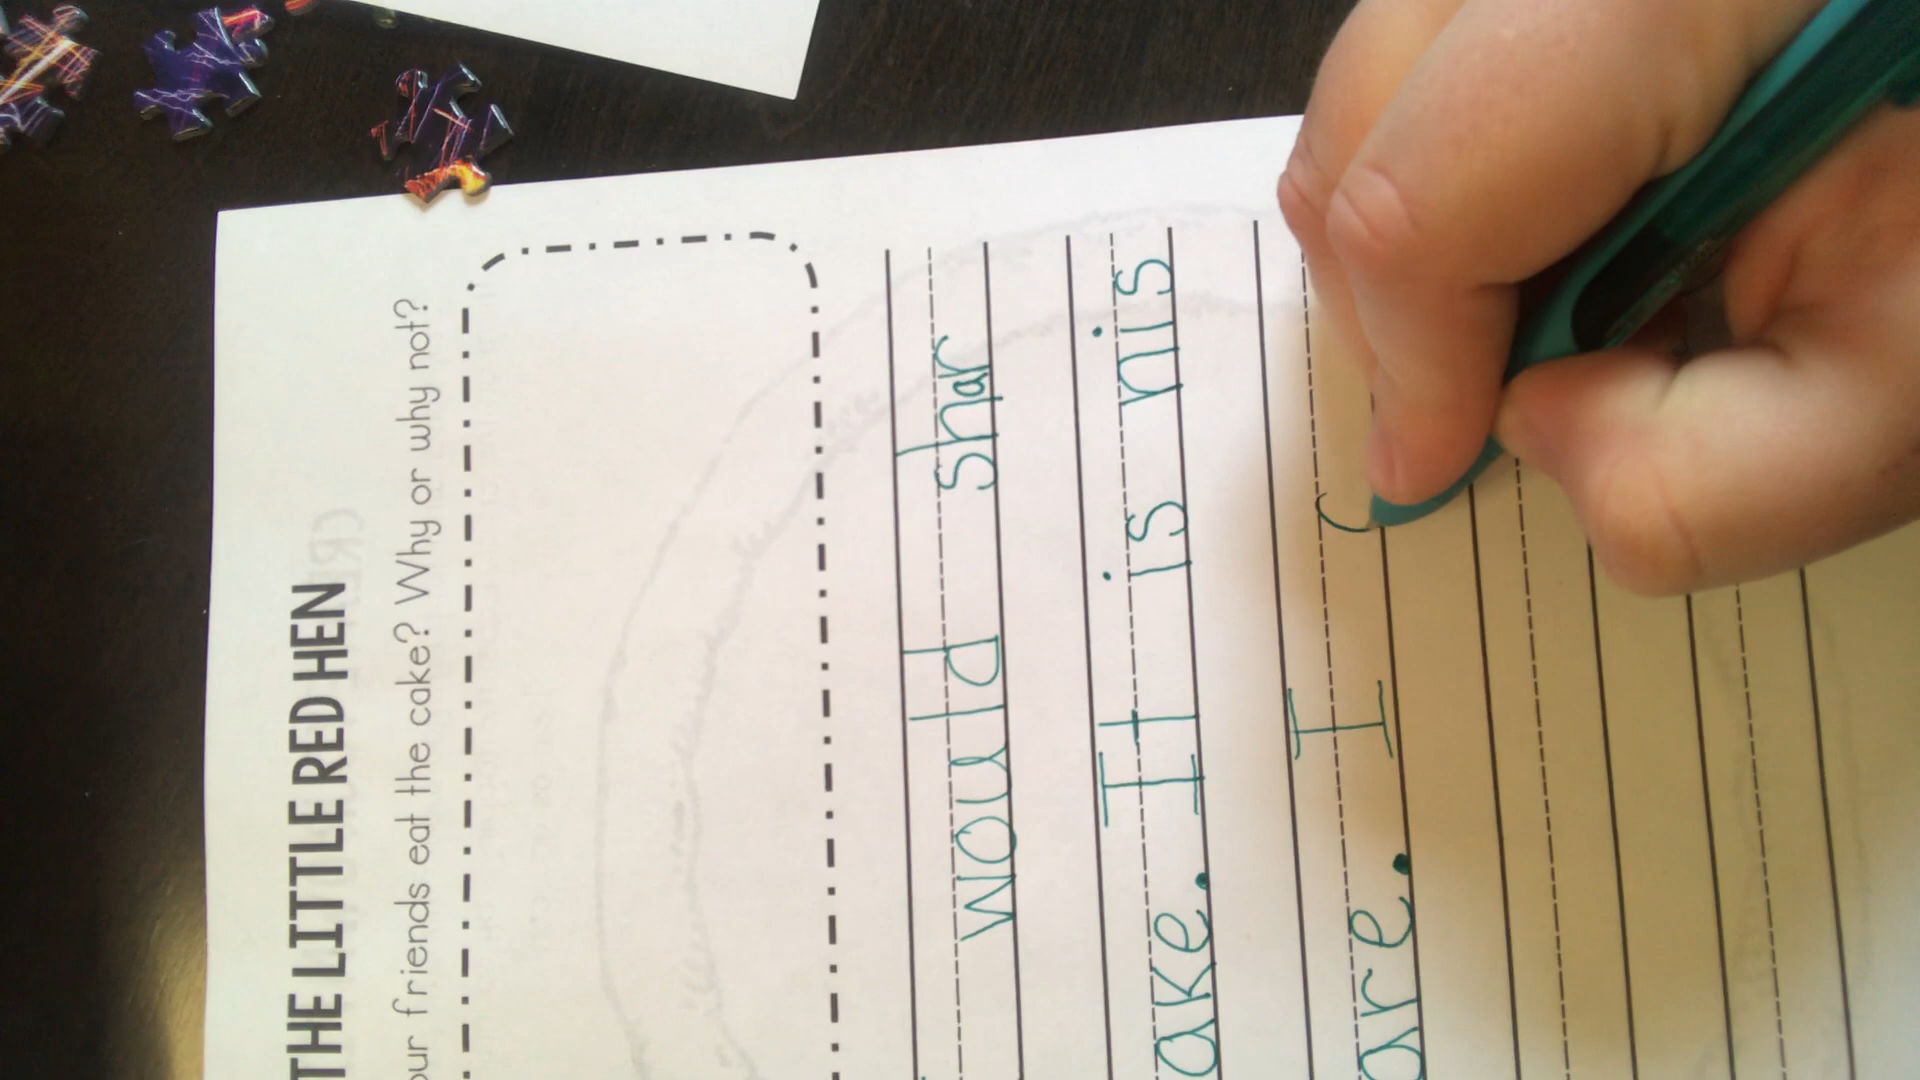 THE LITTLE RED HEN
our friends eat the cake? Why or why not?
would shar
ake. It is nis
are. I